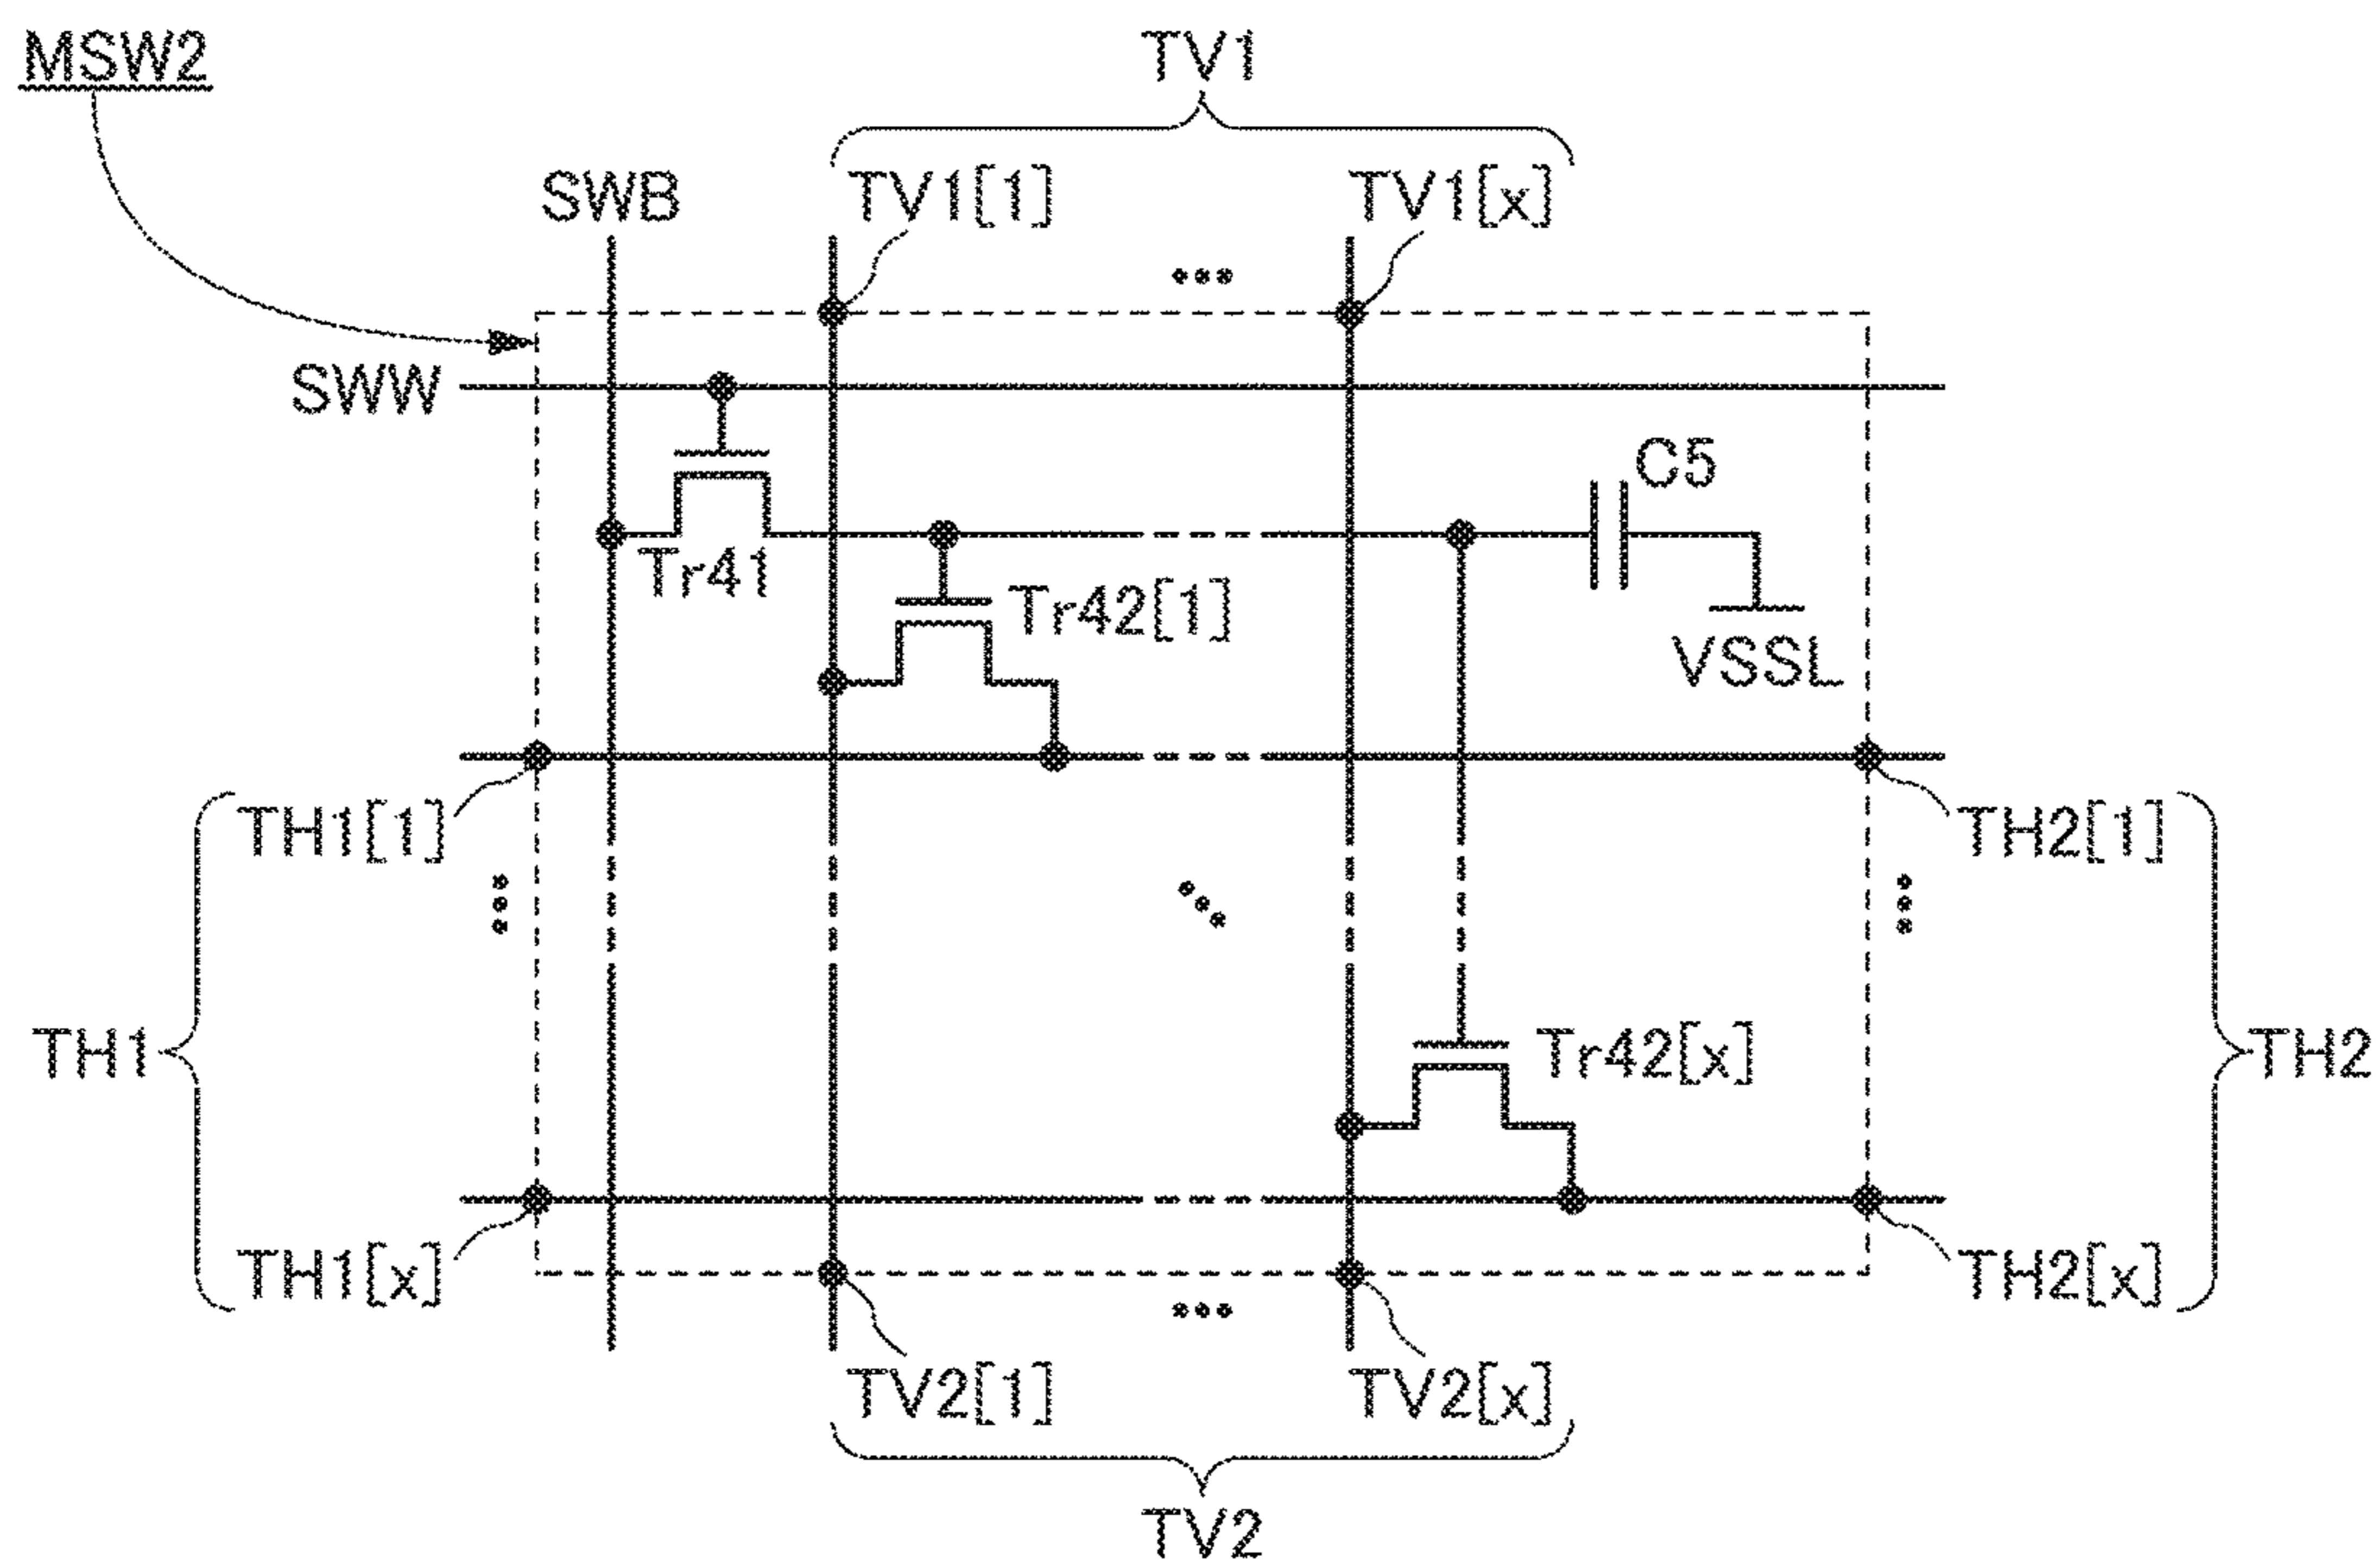 MSW2
TV1
SWB
TV1[1]
...
TV1[x]
SWW
C5
Tr41
Tr42[1]
VSSL
TH1[1]
TH2[1]
TH1
Tr42[x]
TH2
TH1[x]
TH2[x]
...
TV2[1]
TV2[x]
TV2